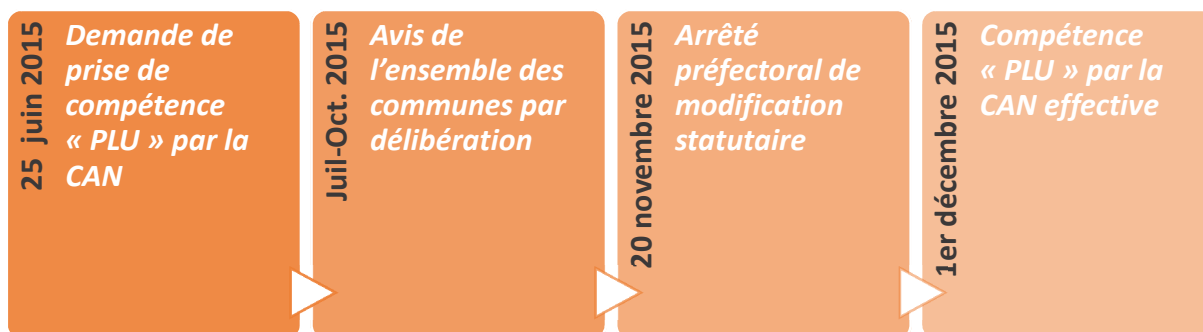 25 juin 2015
Demande de
prise de
compétence
« PLU » par la
CAN
Juil-Oct. 2015
Avis de
l’ensemble des
communes par
délibération
20 novembre 2015
Arrêté
préfectoral de
modification
statutaire
1er décembre 2015
Compétence
« PLU » par la
CAN effective